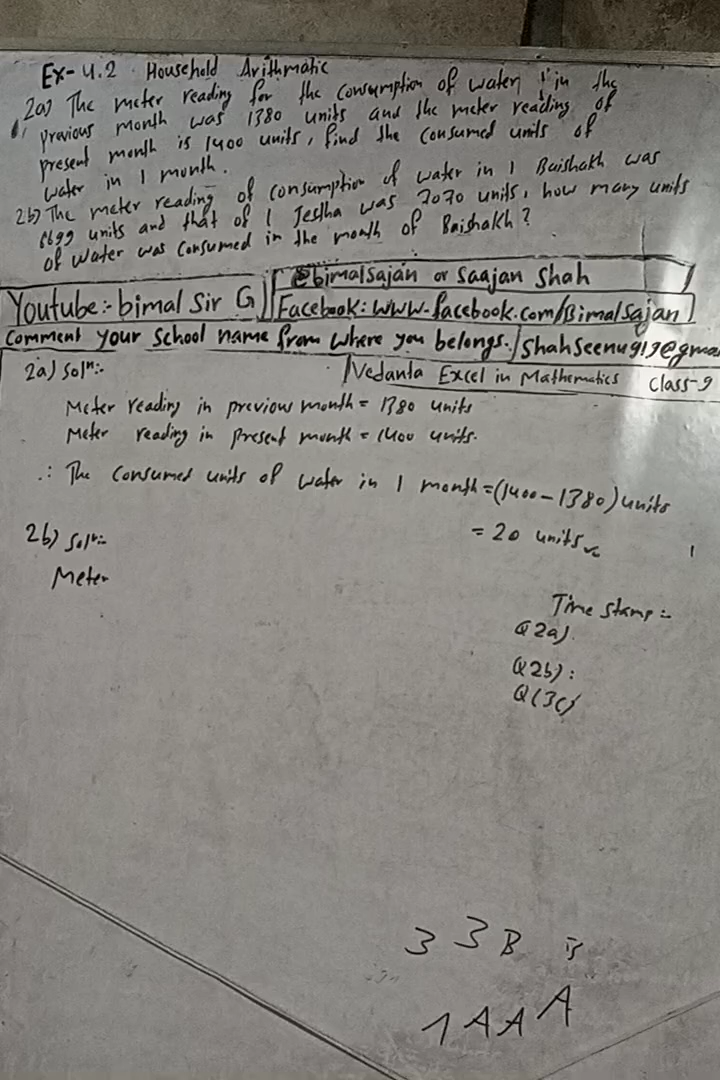 Ex- 4.2 Household Arithmatic
2a) The meter reading for the consumption of water in the
previous month was 1380 units and the meter reading of
present month is 1400 units, find the consumed units of
water in 1 month.
2b) The meter reading of consumption of water in 1 Baishakh was
units and that of 1 Jestha was 7070 units, how many units
of water was consumed in the month of Baishakh?
@bimalsajan or Saajan Shah
Youtube:- bimal Sir G
Facebook: www.facebook.com/Bimalsajan
Comment your School name from where you belongs. / Shahseenu919@gma
2a) Solⁿ:-
Vedanta Excel in Mathematics Class-9
Meter reading in previous month = 1380 units
Meter reading in present month = 1400 units.
∴ The Consumed units of water in 1 month = (1400 - 1380) units
= 20 units
2b) Solⁿ:-
Meter
Time Stamp:-
Q2a)
Q2b):
Q(3c)
3 3 B B
1 A A A